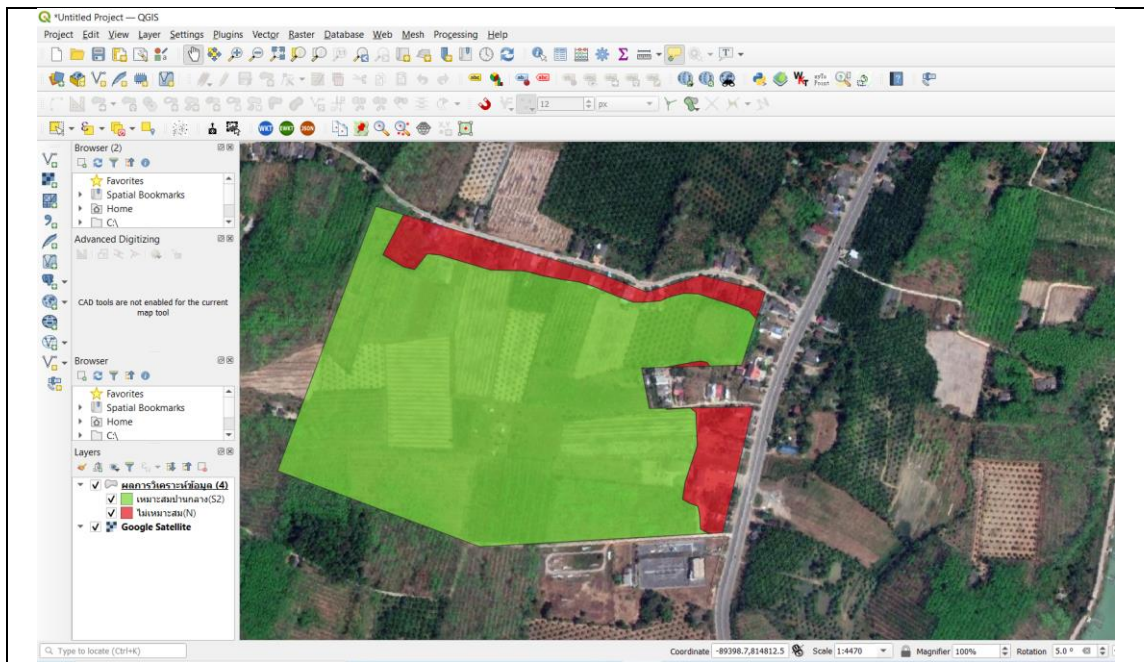 *Untitled Project — QGIS
Project Edit View Layer Settings Plugins Vector Raster Database Web Mesh Processing Help
12 px
WKT EWKT JSON
Browser (2)
Favorites
Spatial Bookmarks
Home
C:\
Advanced Digitizing
CAD tools are not enabled for the current
map tool
Browser
Favorites
Spatial Bookmarks
Home
C:\
Layers
ผลการวิเคราะห์ข้อมูล (4)
เหมาะสมปานกลาง(S2)
ไม่เหมาะสม(N)
Google Satellite
Type to locate (Ctrl+K) Coordinate -89398.7,814812.5 Scale 1:4470 Magnifier 100% Rotation 5.0 °